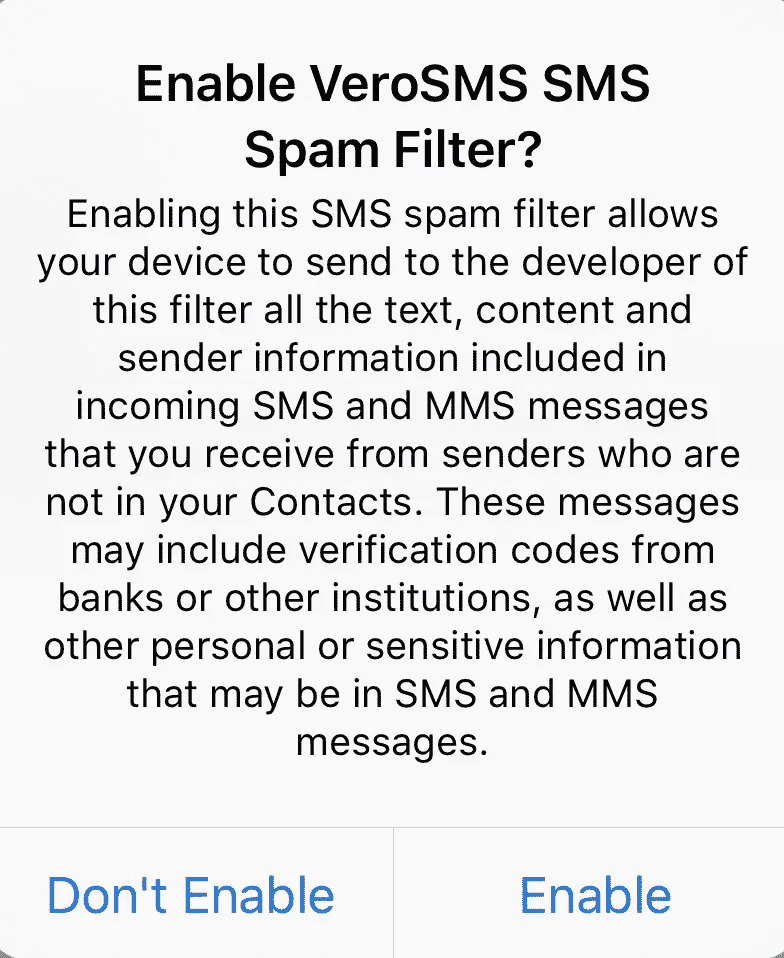 Enable VeroSMS SMS
Spam Filter?
Enabling this SMS spam filter allows
your device to send to the developer of
this filter all the text, content and
sender information included in
incoming SMS and MMS messages
that you receive from senders who are
not in your Contacts. These messages
may include verification codes from
banks or other institutions, as well as
other personal or sensitive information
that may be in SMS and MMS
messages.
Don't Enable
Enable